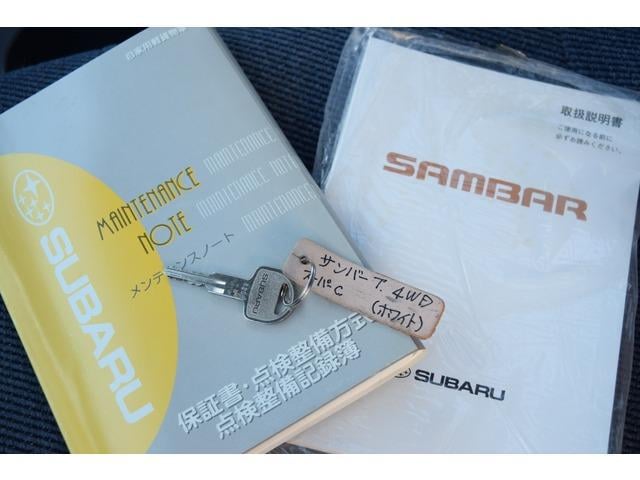 自家用軽貨物車
MAINTENANCE MAINTENANCE
NOTE MAINTENANCE NOTE
MAINTENANCE
メンテナンスノート
SUBARU
保証書・点検整備方式
点検整備記録簿
SUBARU
サンバー T. 4WD
スーパーC
(ホワイト)
取扱説明書
ご使用になる前に
必ずお読みください。
SAMBAR
SUBARU